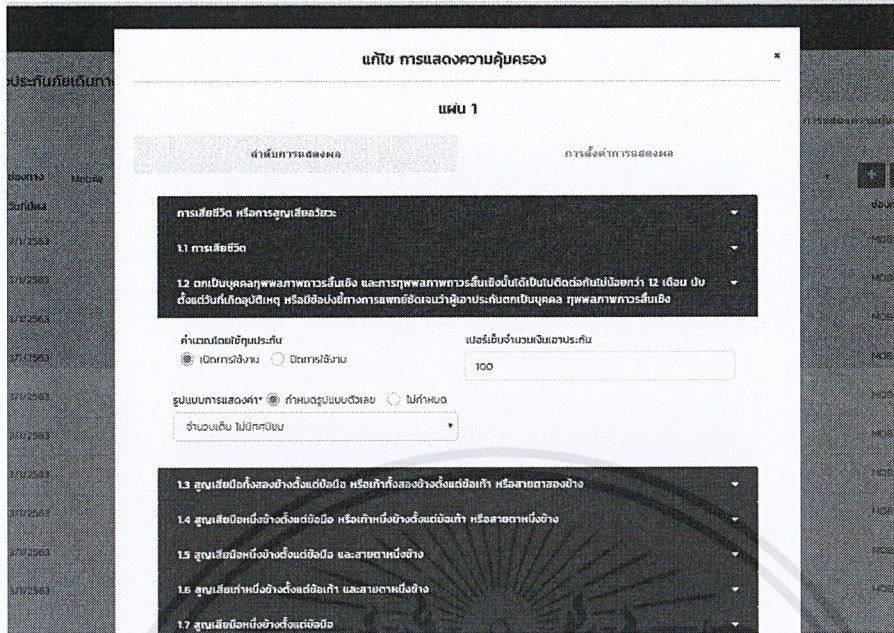 แก้ไข การแสดงความคุ้มครอง
×
แผ่น 1
ลำดับการแสดงผล
การตั้งค่าการแสดงผล
ช่องทาง Mobile
การเสียชีวิต หรือการสูญเสียอวัยวะ
1.1 การเสียชีวิต
1.2 ตกเป็นบุคคลทุพพลภาพถาวรสิ้นเชิง และการทุพพลภาพถาวรสิ้นเชิงนั้นได้เป็นไปติดต่อกันไม่น้อยกว่า 12 เดือน นับ
ตั้งแต่วันที่เกิดอุบัติเหตุ หรือมีข้อบ่งชี้ทางการแพทย์ชัดเจนว่าผู้เอาประกันตกเป็นบุคคล ทุพพลภาพถาวรสิ้นเชิง
คำนวณโดยใช้ทุนประกัน
เปิดการใช้งาน ปิดการใช้งาน
เปอร์เซ็นจำนวนเงินเอาประกัน
100
รูปแบบการแสดงค่า* กำหนดรูปแบบตัวเลข ไม่กำหนด
จำนวนเต็ม ไม่มีทศนิยม
1.3 สูญเสียมือทั้งสองข้างตั้งแต่ข้อมือ หรือเท้าทั้งสองข้างตั้งแต่ข้อเท้า หรือสายตาสองข้าง
1.4 สูญเสียมือหนึ่งข้างตั้งแต่ข้อมือ หรือเท้าหนึ่งข้างตั้งแต่ข้อเท้า หรือสายตาหนึ่งข้าง
1.5 สูญเสียมือหนึ่งข้างตั้งแต่ข้อมือ และสายตาหนึ่งข้าง
1.6 สูญเสียเท้าหนึ่งข้างตั้งแต่ข้อเท้า และสายตาหนึ่งข้าง
1.7 สูญเสียมือหนึ่งข้างตั้งแต่ข้อมือ